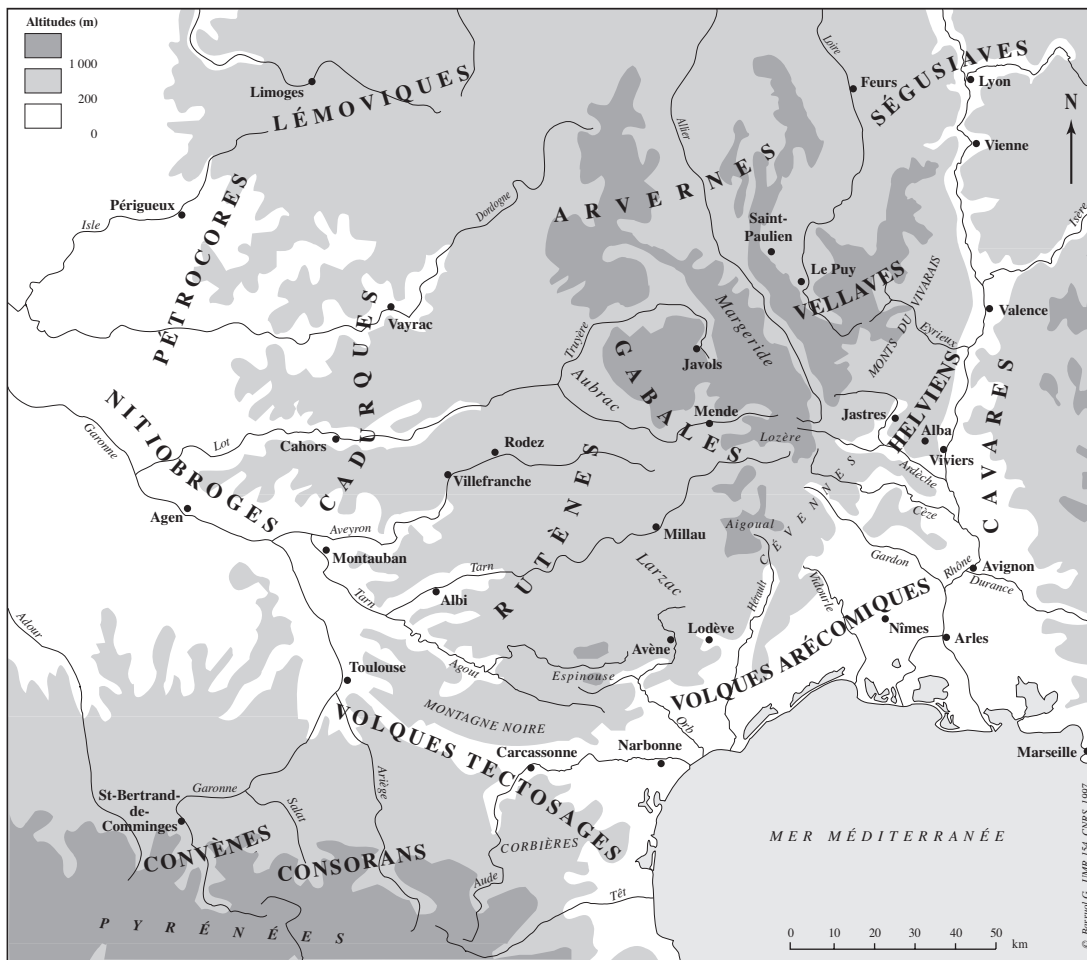 Altitudes (m)
1 000
200
0
Limoges
LÉMOVIQUES
Loire
Feurs
SÉGUSIAVES
Lyon
N
Allier
Vienne
Périgueux
Isle
PÉTROCORES
Dordogne
ARVERNES
Saint-
Paulien
Isère
Le Puy
VELLAVES
Vayrac
CADURQUES
Truyère
GABALES
Margeride
MONTS DU VIVARAIS
Eyrieux
Valence
Javols
Aubrac
Mende
Jastres
HELVIENS
CAVARES
NITIOBROGES
Garonne
Lot
Cahors
Rodez
Lozère
Alba
Viviers
Ardèche
Villefranche
RUTÈNES
CÉVENNES
Agen
Aveyron
Millau
Aigoual
Cèze
Montauban
Gardon
Larzac
Tarn
Hérault
Vidourle
Rhône
Avignon
Durance
Adour
Tarn
Albi
Nîmes
Arles
Lodève
Avène
VOLQUES ARÉCOMIQUES
Toulouse
Agout
Espinouse
MONTAGNE NOIRE
Orb
VOLQUES TECTOSAGES
Carcassonne
Narbonne
Marseille
Garonne
Ariège
Salat
St-Bertrand-
de-
Comminges
CONVÈNES
CONSORANS
CORBIÈRES
MER MÉDITERRANÉE
Aude
Têt
PYRÉNÉES
0 10 20 30 40 50
km
UMR 154, CNRS, 1997